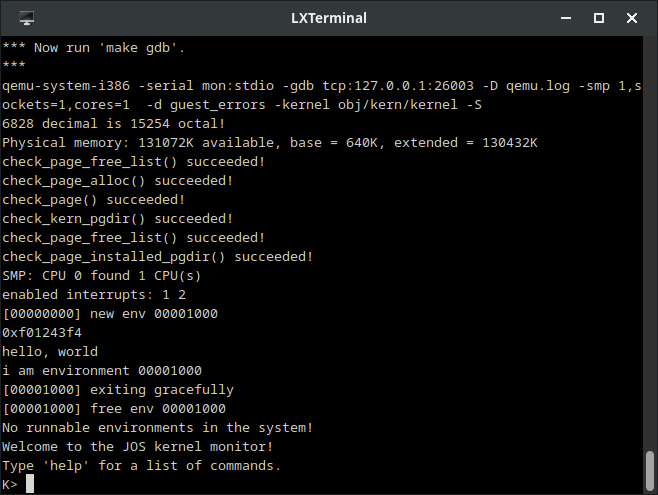 LXTerminal
*** Now run 'make gdb'.
***
qemu-system-i386 -serial mon:stdio -gdb tcp:127.0.0.1:26003 -D qemu.log -smp 1,s
ockets=1,cores=1  -d guest_errors -kernel obj/kern/kernel -S
6828 decimal is 15254 octal!
Physical memory: 131072K available, base = 640K, extended = 130432K
check_page_free_list() succeeded!
check_page_alloc() succeeded!
check_page() succeeded!
check_kern_pgdir() succeeded!
check_page_free_list() succeeded!
check_page_installed_pgdir() succeeded!
SMP: CPU 0 found 1 CPU(s)
enabled interrupts: 1 2
[00000000] new env 00001000
0xf01243f4
hello, world
i am environment 00001000
[00001000] exiting gracefully
[00001000] free env 00001000
No runnable environments in the system!
Welcome to the JOS kernel monitor!
Type 'help' for a list of commands.
K>